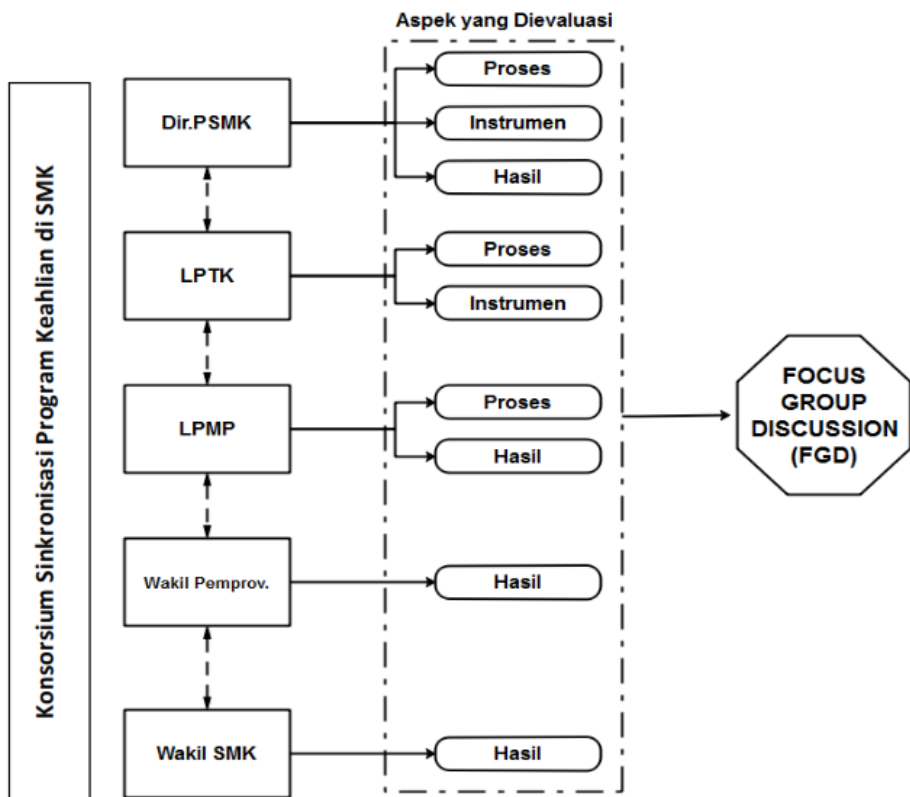 Aspek yang Dievaluasi
Konsorsium Sinkronisasi Program Keahlian di SMK
Dir.PSMK
Proses
Instrumen
Hasil
LPTK
Proses
Instrumen
LPMP
Proses
Hasil
Wakil Pemprov.
Hasil
Wakil SMK
Hasil
FOCUS
GROUP
DISCUSSION
(FGD)